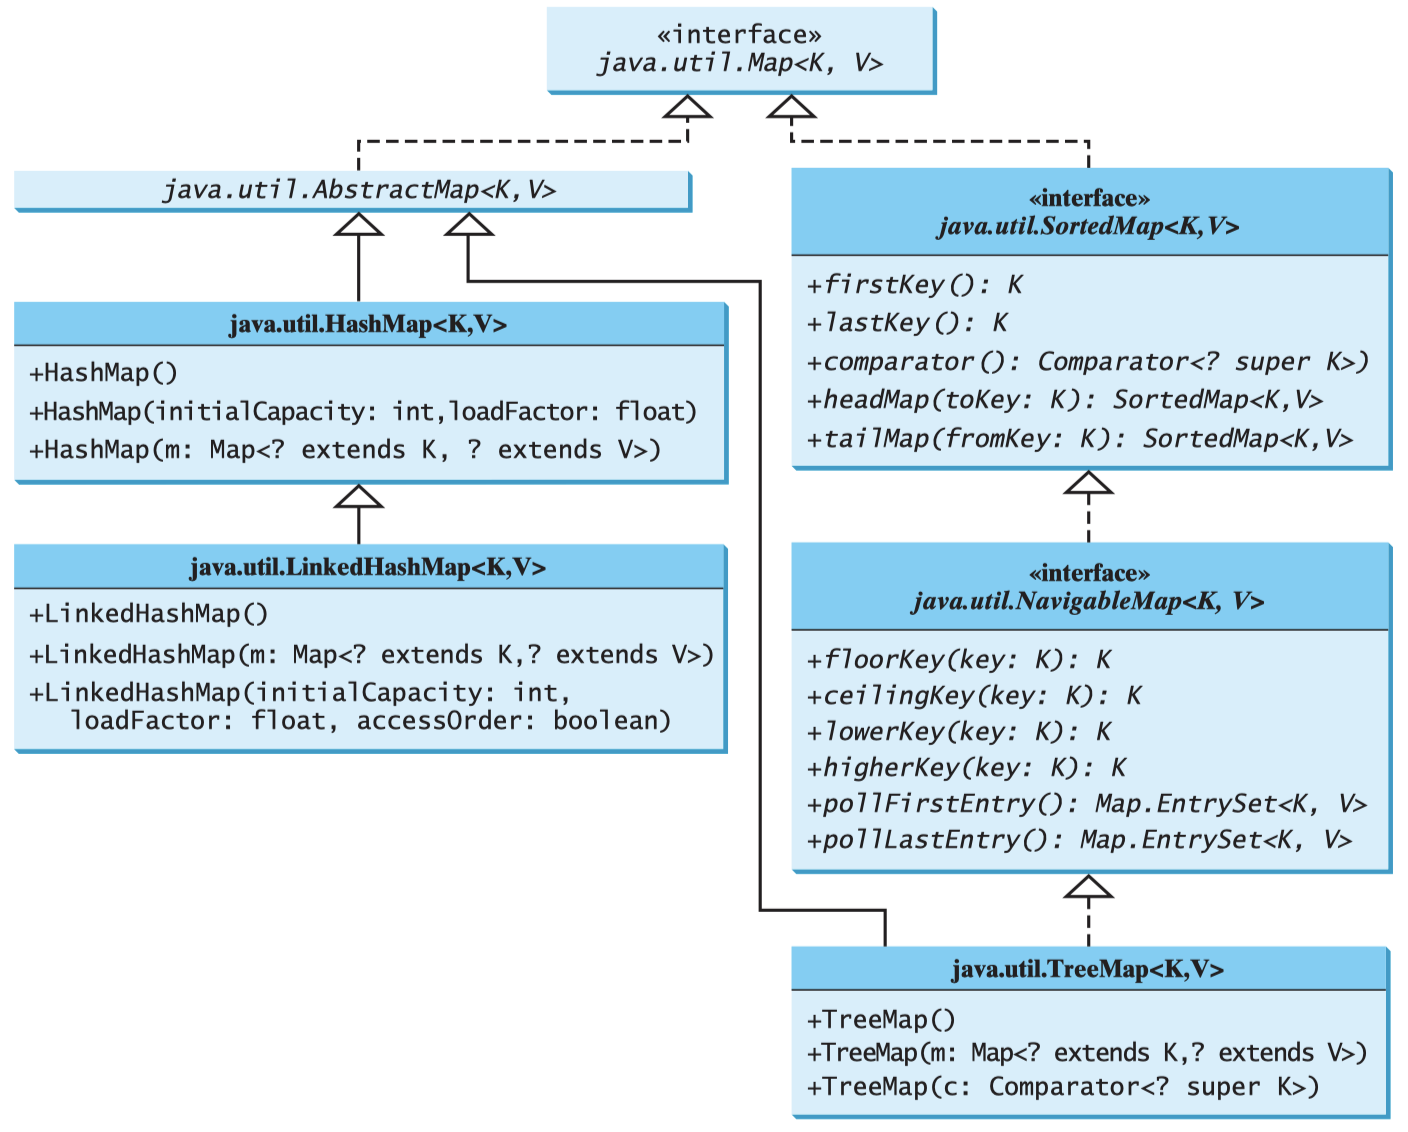 «interface»
java.util.Map<K, V>
java.util.AbstractMap<K,V>
java.util.HashMap<K,V>
+HashMap()
+HashMap(initialCapacity: int,loadFactor: float)
+HashMap(m: Map<? extends K, ? extends V>)
java.util.LinkedHashMap<K,V>
+LinkedHashMap()
+LinkedHashMap(m: Map<? extends K,? extends V>)
+LinkedHashMap(initialCapacity: int,
loadFactor: float, accessOrder: boolean)
«interface»
java.util.SortedMap<K,V>
+firstKey(): K
+lastKey(): K
+comparator(): Comparator<? super K>)
+headMap(toKey: K): SortedMap<K,V>
+tailMap(fromKey: K): SortedMap<K,V>
«interface»
java.util.NavigableMap<K, V>
+floorKey(key: K): K
+ceilingKey(key: K): K
+lowerKey(key: K): K
+higherKey(key: K): K
+pollFirstEntry(): Map.EntrySet<K, V>
+pollLastEntry(): Map.EntrySet<K, V>
java.util.TreeMap<K,V>
+TreeMap()
+TreeMap(m: Map<? extends K,? extends V>)
+TreeMap(c: Comparator<? super K>)